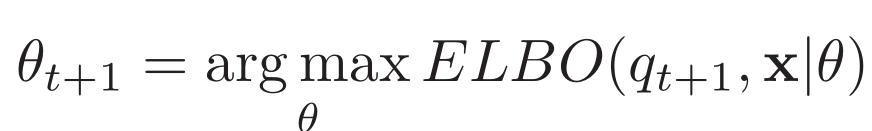 θ_{t+1} = arg max_θ ELBO(q_{t+1}, 𝐱|θ)